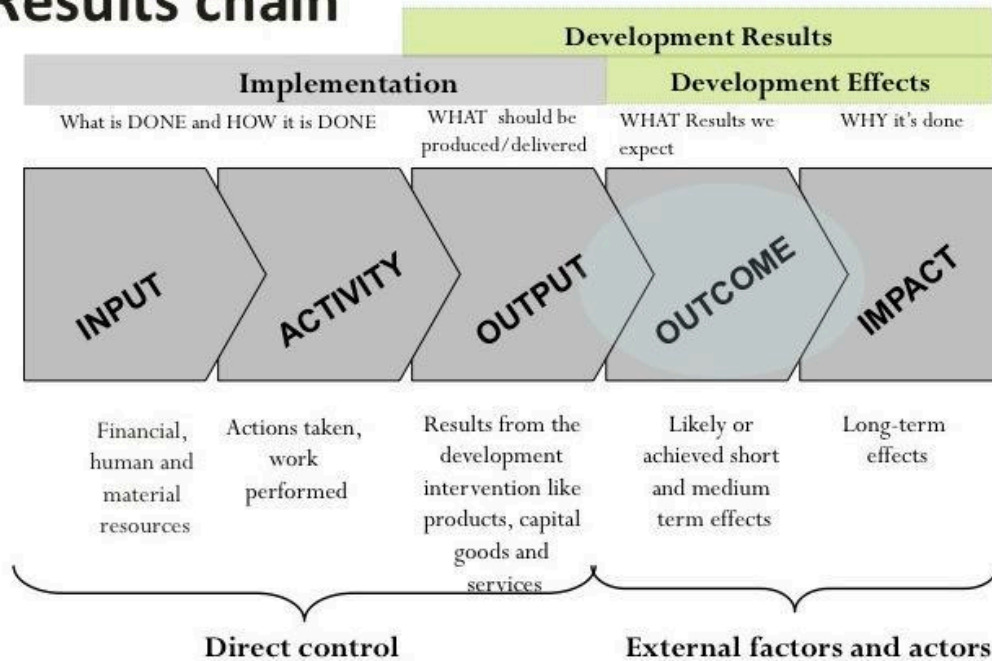 Results chain
Development Results
Implementation
Development Effects
What is DONE and HOW it is DONE
WHAT should be
produced/delivered
WHAT Results we
expect
WHY it's done
INPUT
ACTIVITY
OUTPUT
OUTCOME
IMPACT
Financial,
human and
material
resources
Actions taken,
work
performed
Results from the
development
intervention like
products, capital
goods and
services
Likely or
achieved short
and medium
term effects
Long-term
effects
Direct control
External factors and actors